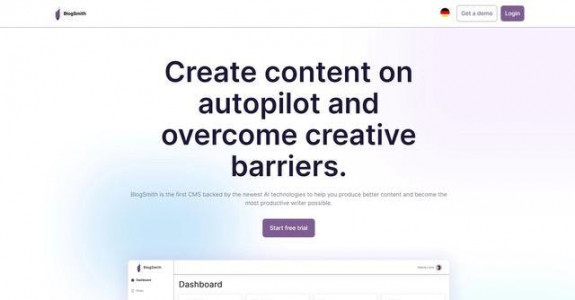 BlogSmith
Get a demo
Login
Create content on
autopilot and
overcome creative
barriers.
BlogSmith is the first CMS backed by the newest AI technologies to help you produce better content and become the
most productive writer possible.
Start free trial
BlogSmith
Dashboard
Dashboard